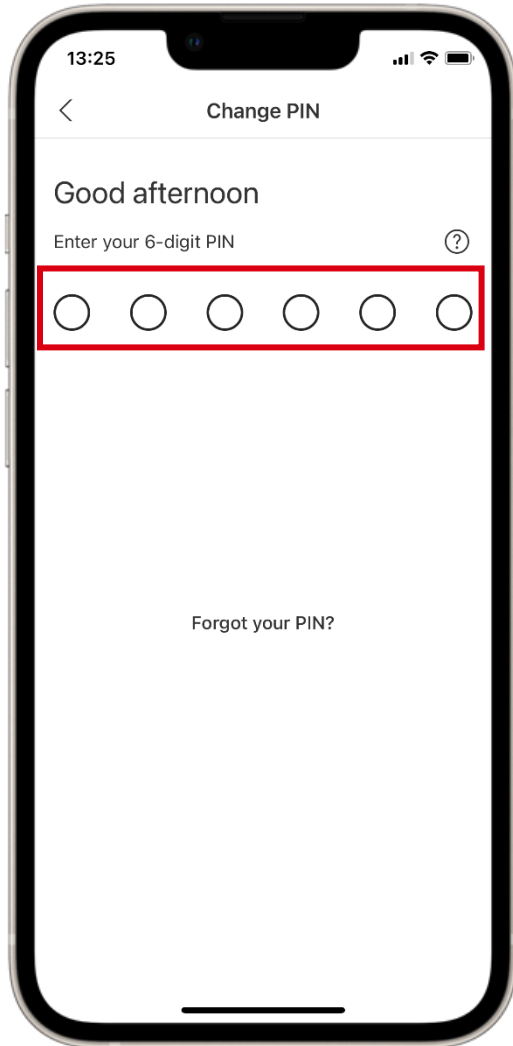 13:25
Change PIN
Good afternoon
Enter your 6-digit PIN
?
Forgot your PIN?